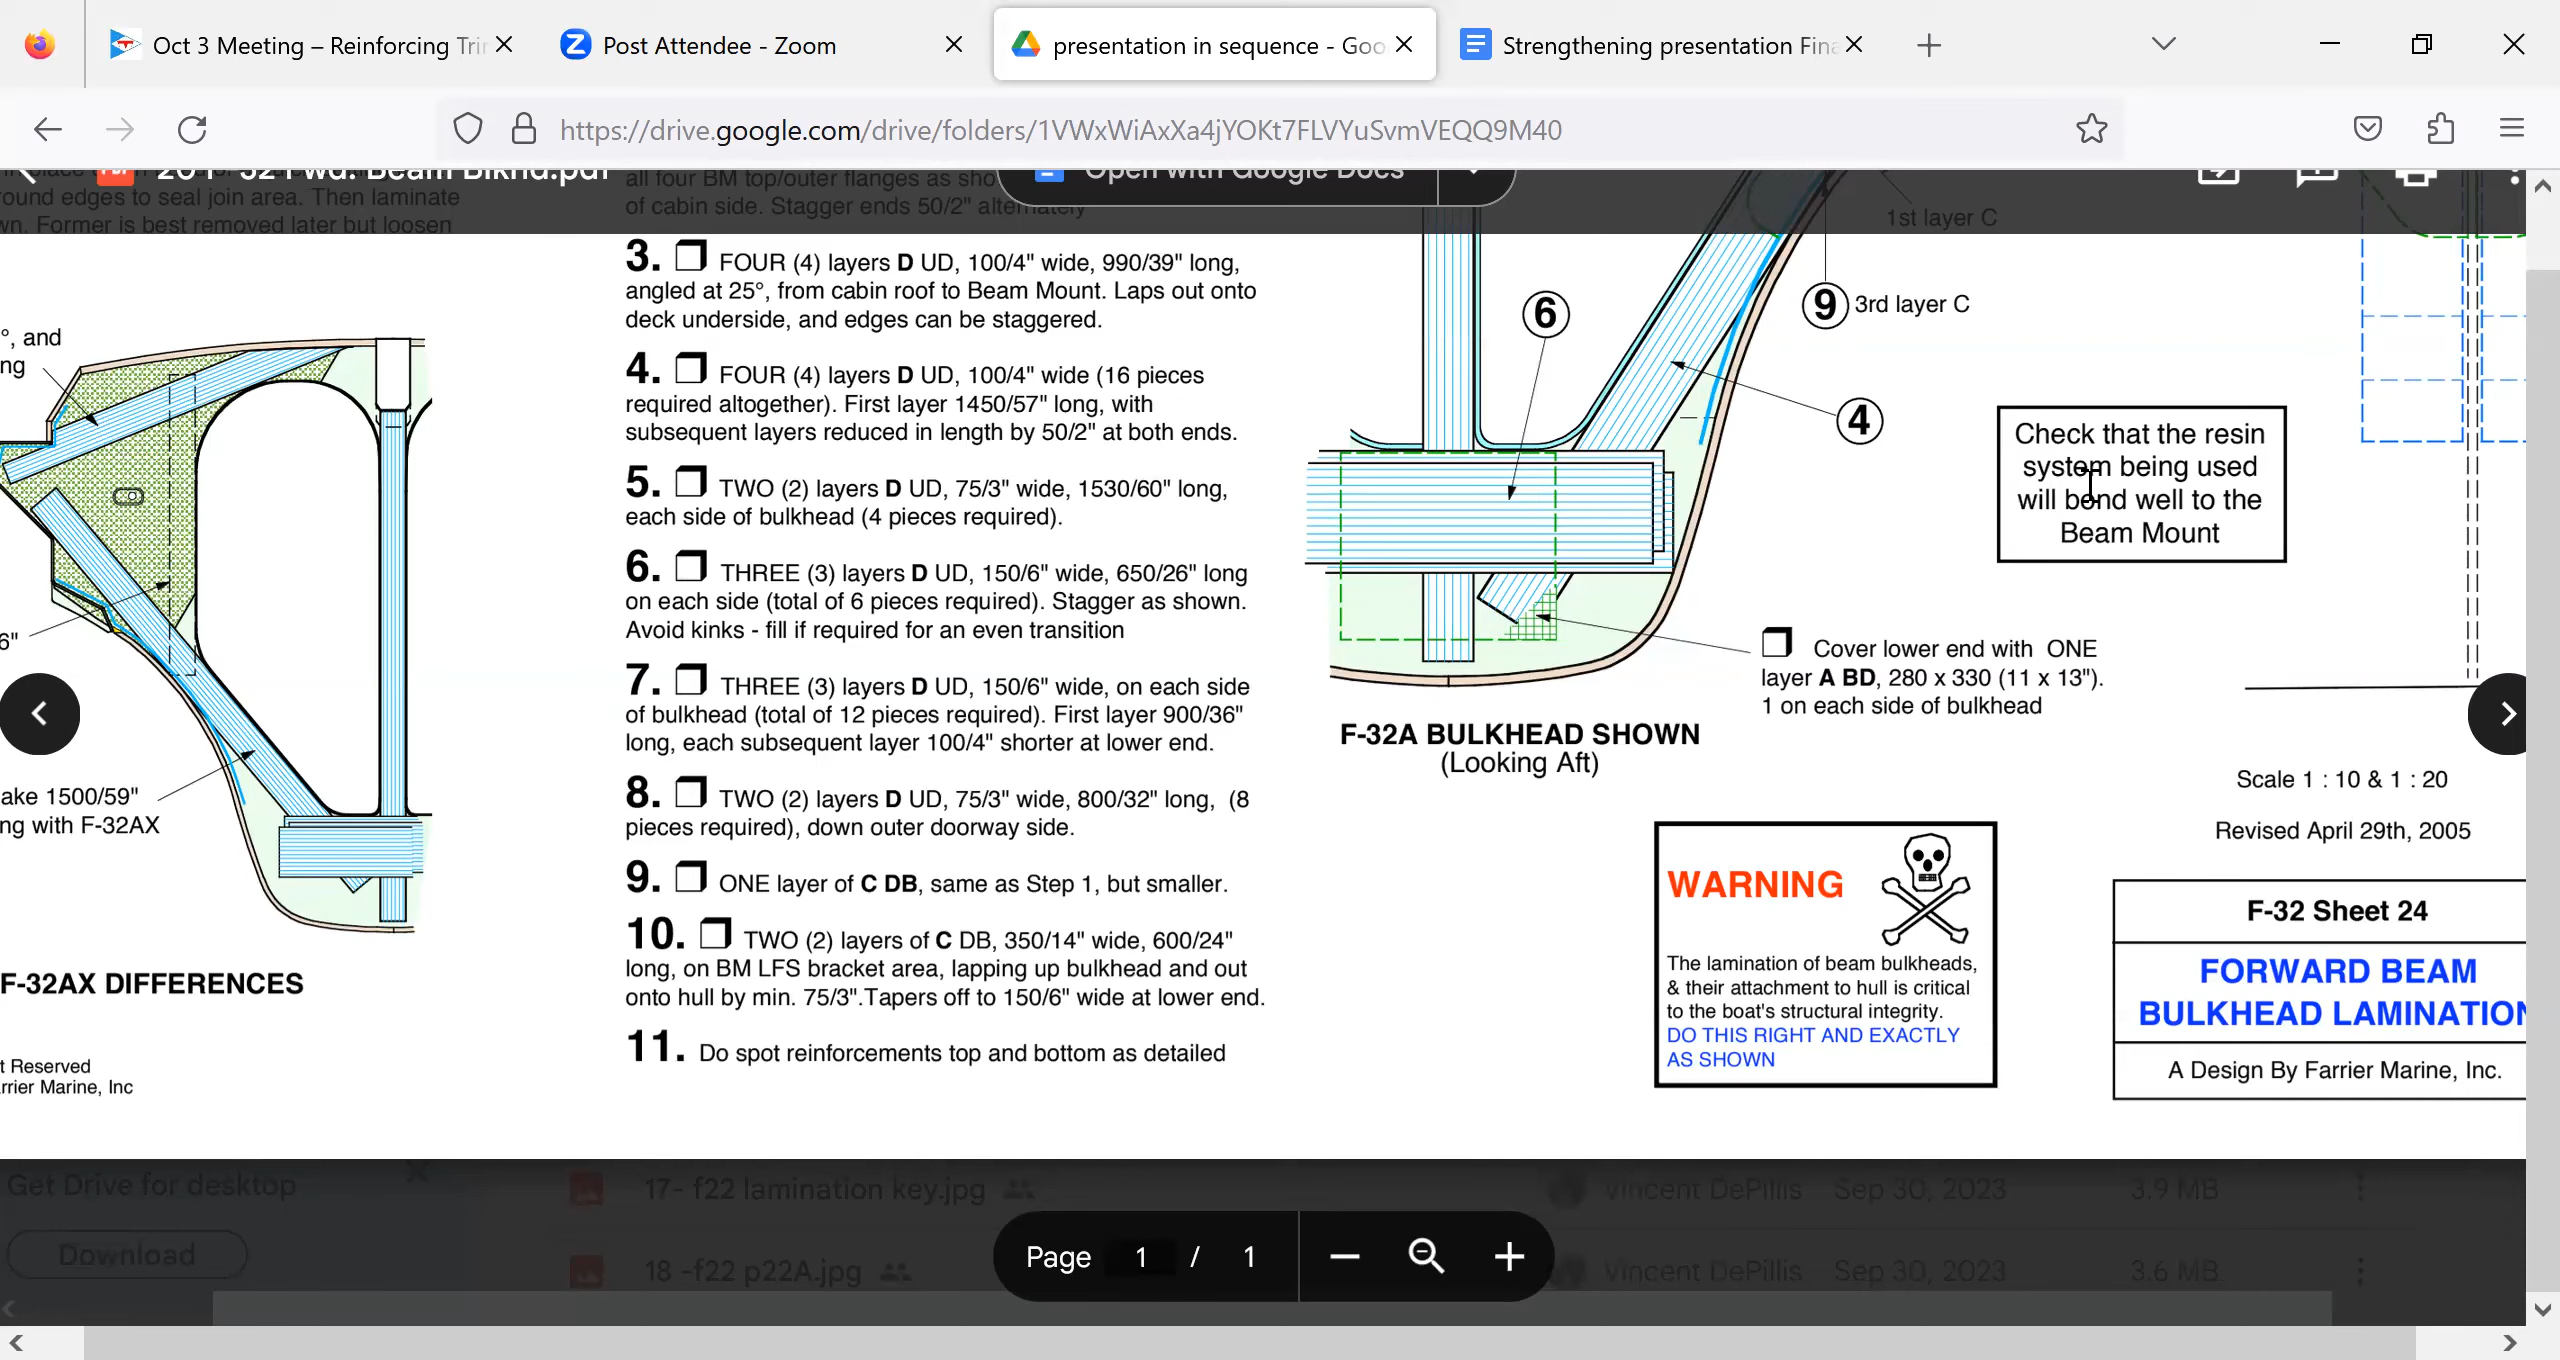 Oct 3 Meeting – Reinforcing Tri
Post Attendee - Zoom
presentation in sequence - Goo
Strengthening presentation Fina
https://drive.google.com/drive/folders/1VWxWiAxXa4jYOKt7FLVYuSvmVEQQ9M40
Open with Google Docs
ound edges to seal join area. Then laminate
wn. Former is best removed later but loosen
all four BM top/outer flanges as sho
of cabin side. Stagger ends 50/2" alternately
3. FOUR (4) layers D UD, 100/4" wide, 990/39" long,
angled at 25°, from cabin roof to Beam Mount. Laps out onto
deck underside, and edges can be staggered.
4. FOUR (4) layers D UD, 100/4" wide (16 pieces
required altogether). First layer 1450/57" long, with
subsequent layers reduced in length by 50/2" at both ends.
5. TWO (2) layers D UD, 75/3" wide, 1530/60" long,
each side of bulkhead (4 pieces required).
6. THREE (3) layers D UD, 150/6" wide, 650/26" long
on each side (total of 6 pieces required). Stagger as shown.
Avoid kinks - fill if required for an even transition
7. THREE (3) layers D UD, 150/6" wide, on each side
of bulkhead (total of 12 pieces required). First layer 900/36"
long, each subsequent layer 100/4" shorter at lower end.
8. TWO (2) layers D UD, 75/3" wide, 800/32" long, (8
pieces required), down outer doorway side.
9. ONE layer of C DB, same as Step 1, but smaller.
10. TWO (2) layers of C DB, 350/14" wide, 600/24"
long, on BM LFS bracket area, lapping up bulkhead and out
onto hull by min. 75/3".Tapers off to 150/6" wide at lower end.
11. Do spot reinforcements top and bottom as detailed
°, and
ng
6"
ake 1500/59"
ng with F-32AX
F-32AX DIFFERENCES
t Reserved
rrier Marine, Inc
1st layer C
9 3rd layer C
6
4
Check that the resin
system being used
will bond well to the
Beam Mount
Cover lower end with ONE
layer A BD, 280 x 330 (11 x 13").
1 on each side of bulkhead
F-32A BULKHEAD SHOWN
(Looking Aft)
WARNING
The lamination of beam bulkheads,
& their attachment to hull is critical
to the boat's structural integrity.
DO THIS RIGHT AND EXACTLY
AS SHOWN
Scale 1 : 10 & 1 : 20
Revised April 29th, 2005
F-32 Sheet 24
FORWARD BEAM
BULKHEAD LAMINATION
A Design By Farrier Marine, Inc.
Get Drive for desktop
Download
17- f22 lamination key.jpg Vincent DePillis Sep 30, 2023 3.9 MB
18 -f22 p22A.jpg Vincent DePillis Sep 30, 2023 3.6 MB
Page 1 / 1